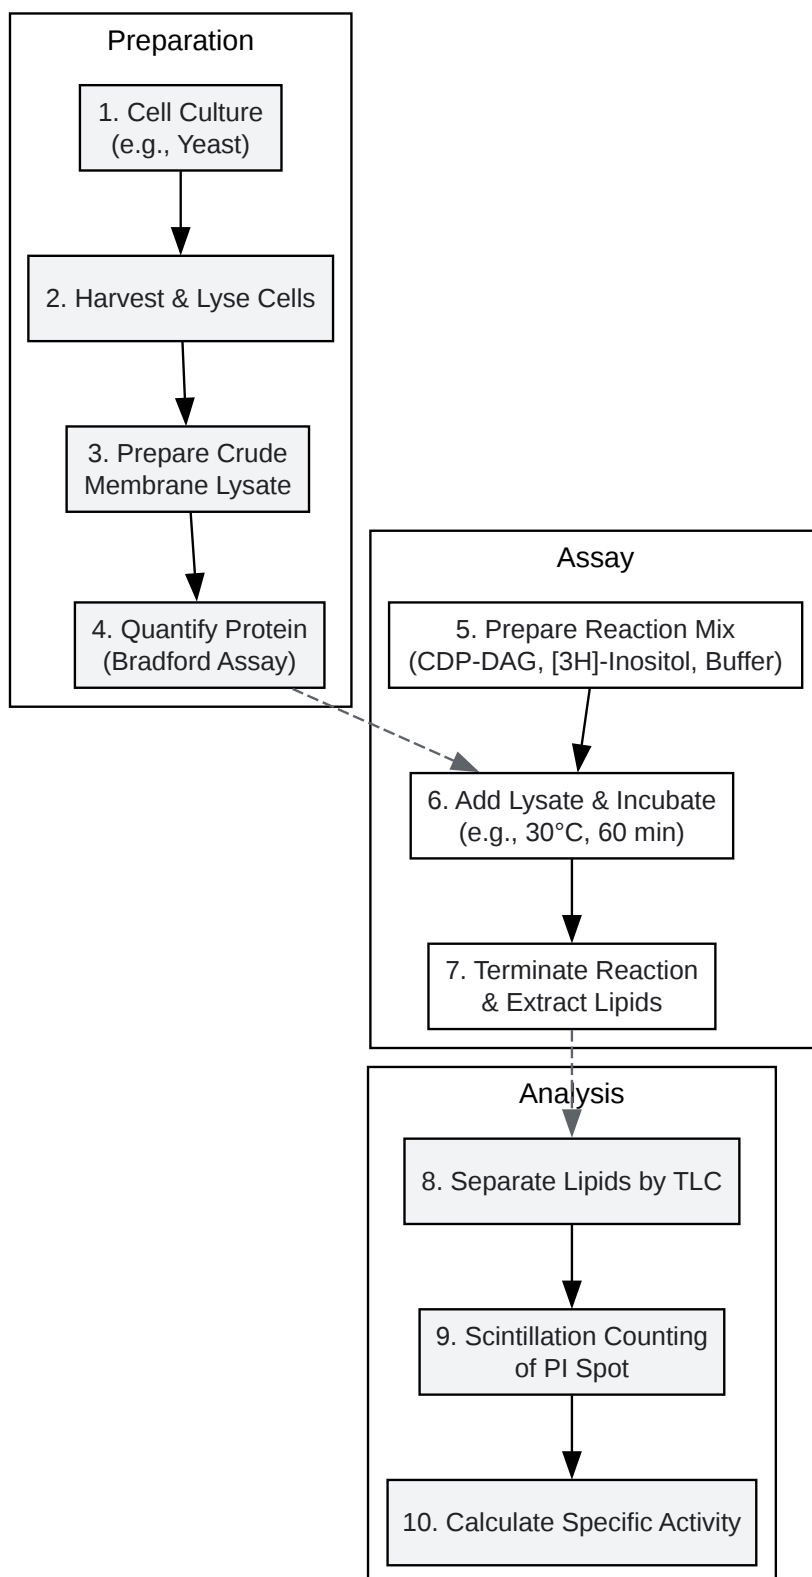 Preparation
1. Cell Culture
(e.g., Yeast)
2. Harvest & Lyse Cells
3. Prepare Crude
Membrane Lysate
4. Quantify Protein
(Bradford Assay)
Assay
5. Prepare Reaction Mix
(CDP-DAG, [3H]-Inositol, Buffer)
6. Add Lysate & Incubate
(e.g., 30°C, 60 min)
7. Terminate Reaction
& Extract Lipids
Analysis
8. Separate Lipids by TLC
9. Scintillation Counting
of PI Spot
10. Calculate Specific Activity